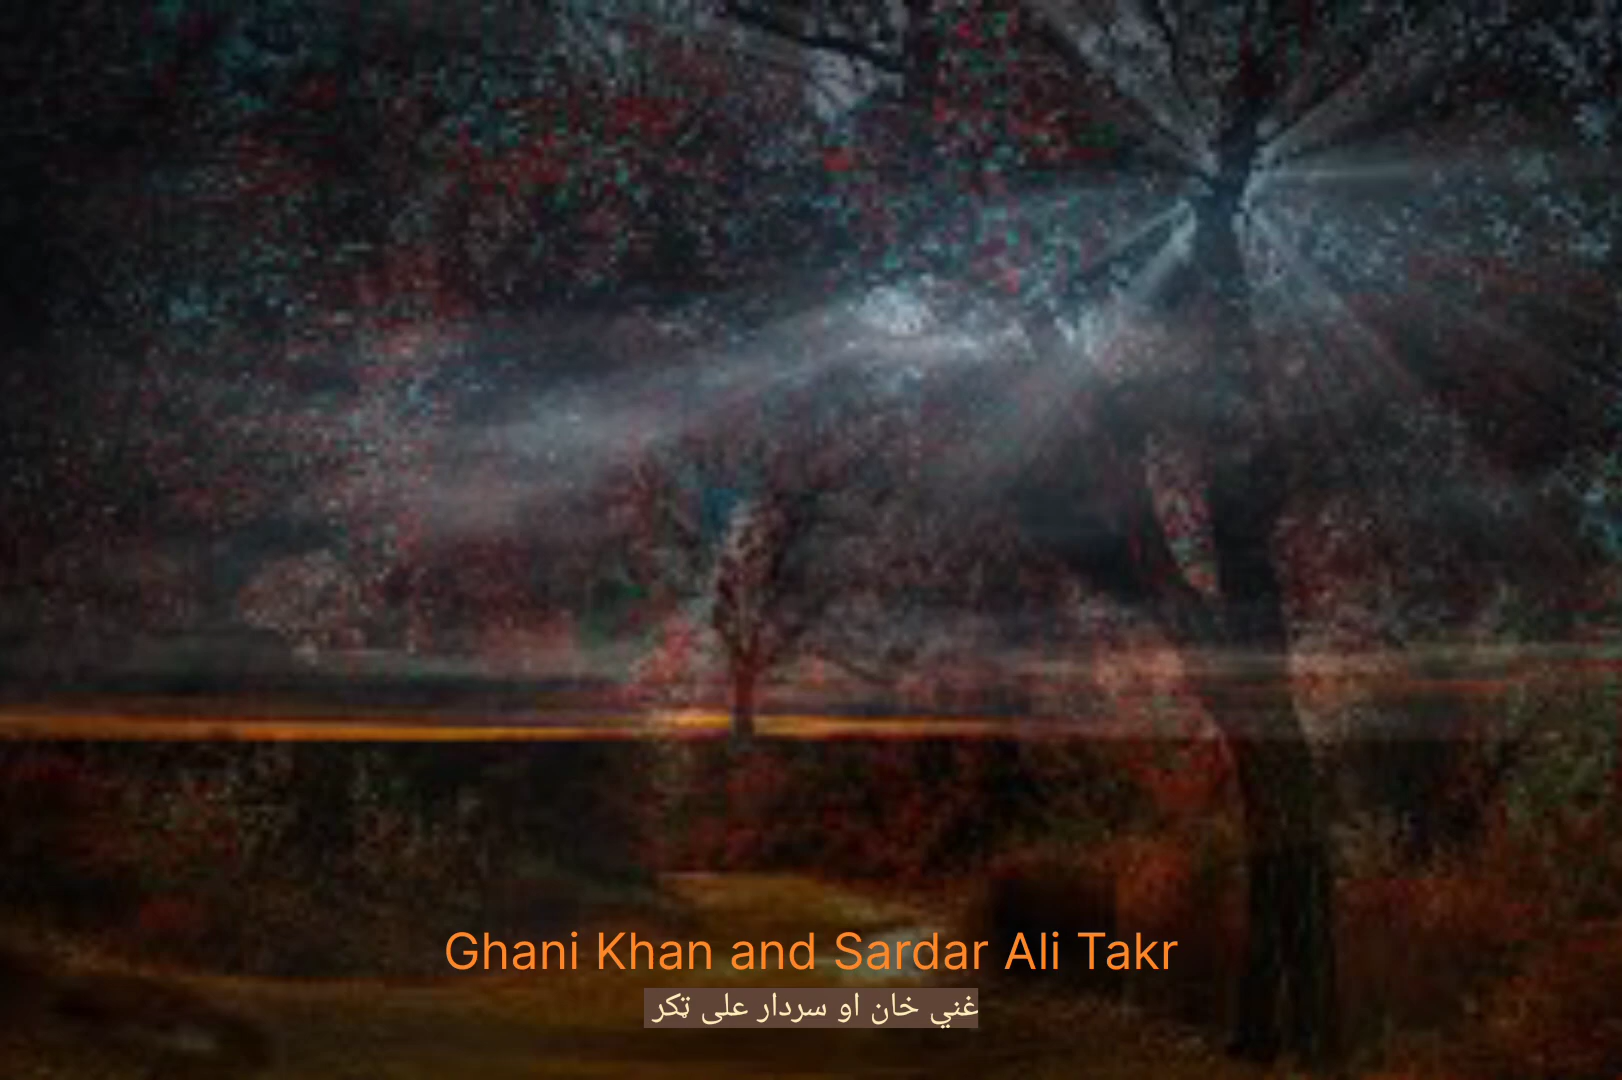 Ghani Khan and Sardar Ali Takr
غني خان او سردار علی ټکر